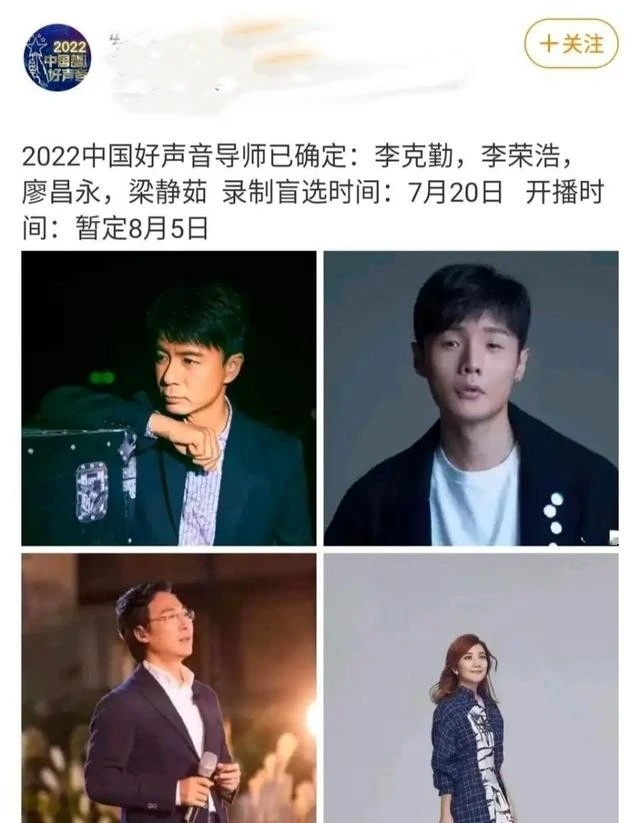 2022
中国
好声音
+关注
2022中国好声音导师已确定：李克勤，李荣浩，
廖昌永，梁静茹 录制盲选时间：7月20日 开播时
间：暂定8月5日